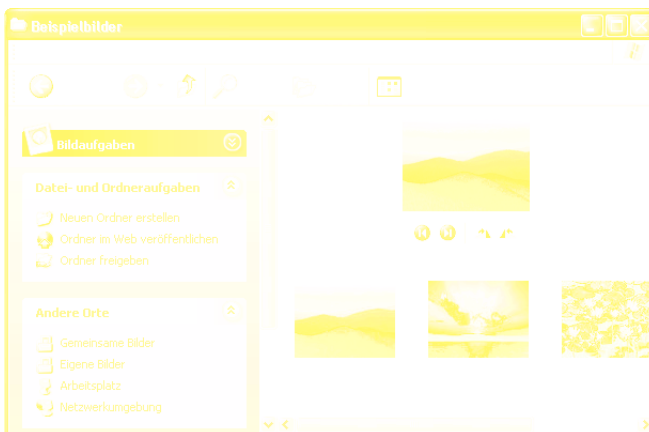 Beispielbilder
Bildaufgaben
Datei- und Ordneraufgaben
Neuen Ordner erstellen
Ordner im Web veröffentlichen
Ordner freigeben
Andere Orte
Gemeinsame Bilder
Eigene Bilder
Arbeitsplatz
Netzwerkumgebung